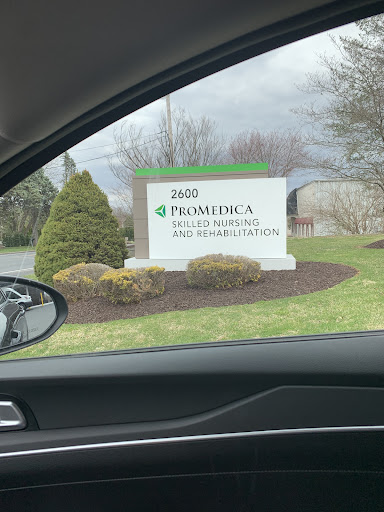 2600
PROMEDICA
SKILLED NURSING
AND REHABILITATION